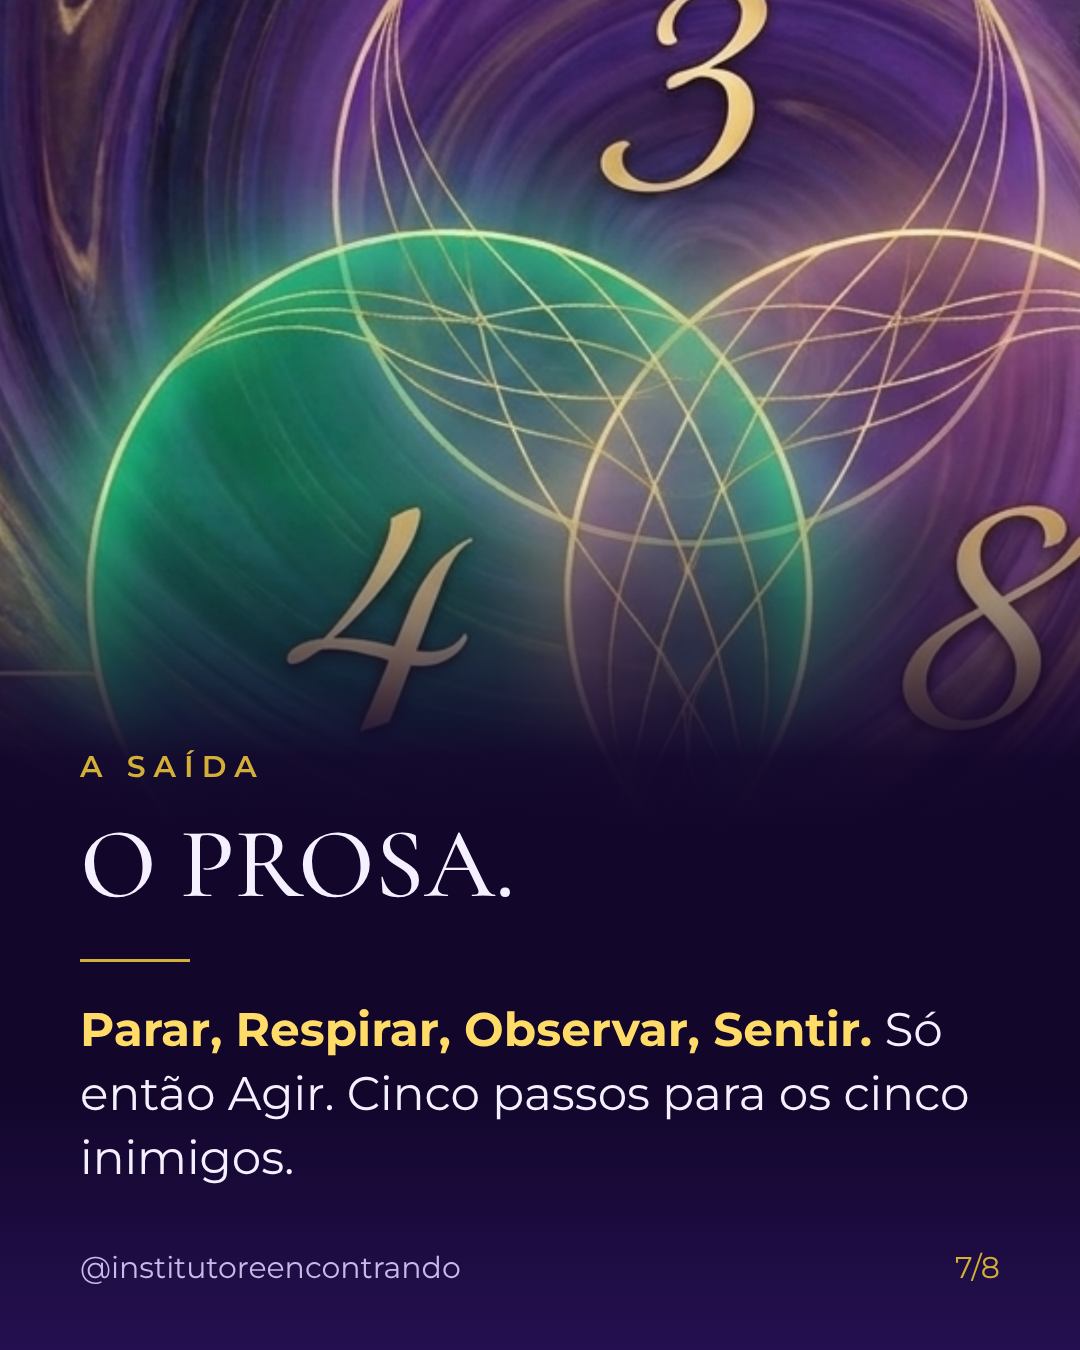 3
4 8
A SAÍDA
O PROSA.
Parar, Respirar, Observar, Sentir. Só
então Agir. Cinco passos para os cinco
inimigos.
@institutoreencontrando 7/8